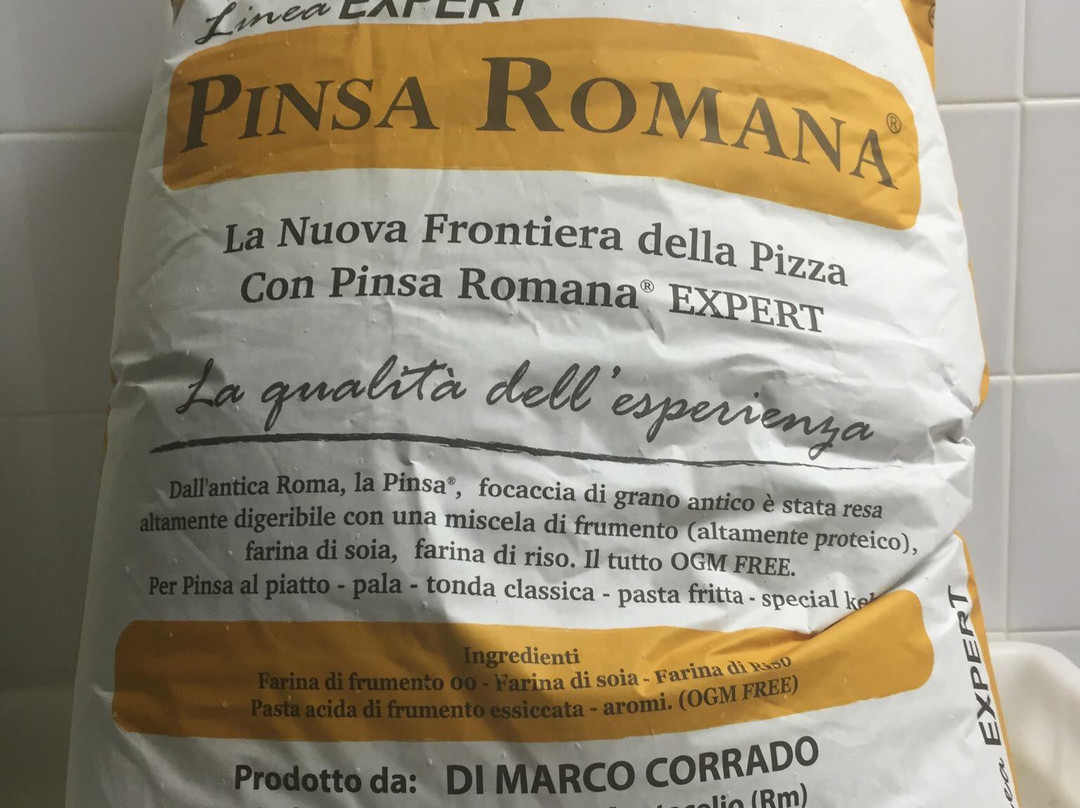 Linea EXPERT
PINSA ROMANA®
La Nuova Frontiera della Pizza
Con Pinsa Romana® EXPERT
La qualità dell'esperienza
Dall'antica Roma, la Pinsa®, focaccia di grano antico è stata resa
altamente digeribile con una miscela di frumento (altamente proteico),
farina di soia, farina di riso. Il tutto OGM FREE.
Per Pinsa al piatto - pala - tonda classica - pasta fritta - special
Ingredienti
Farina di frumento 00 - Farina di soia - Farina di Riso
Pasta acida di frumento essiccata - aromi. (OGM FREE)
Prodotto da: DI MARCO CORRADO
(Rm)
EXPERT